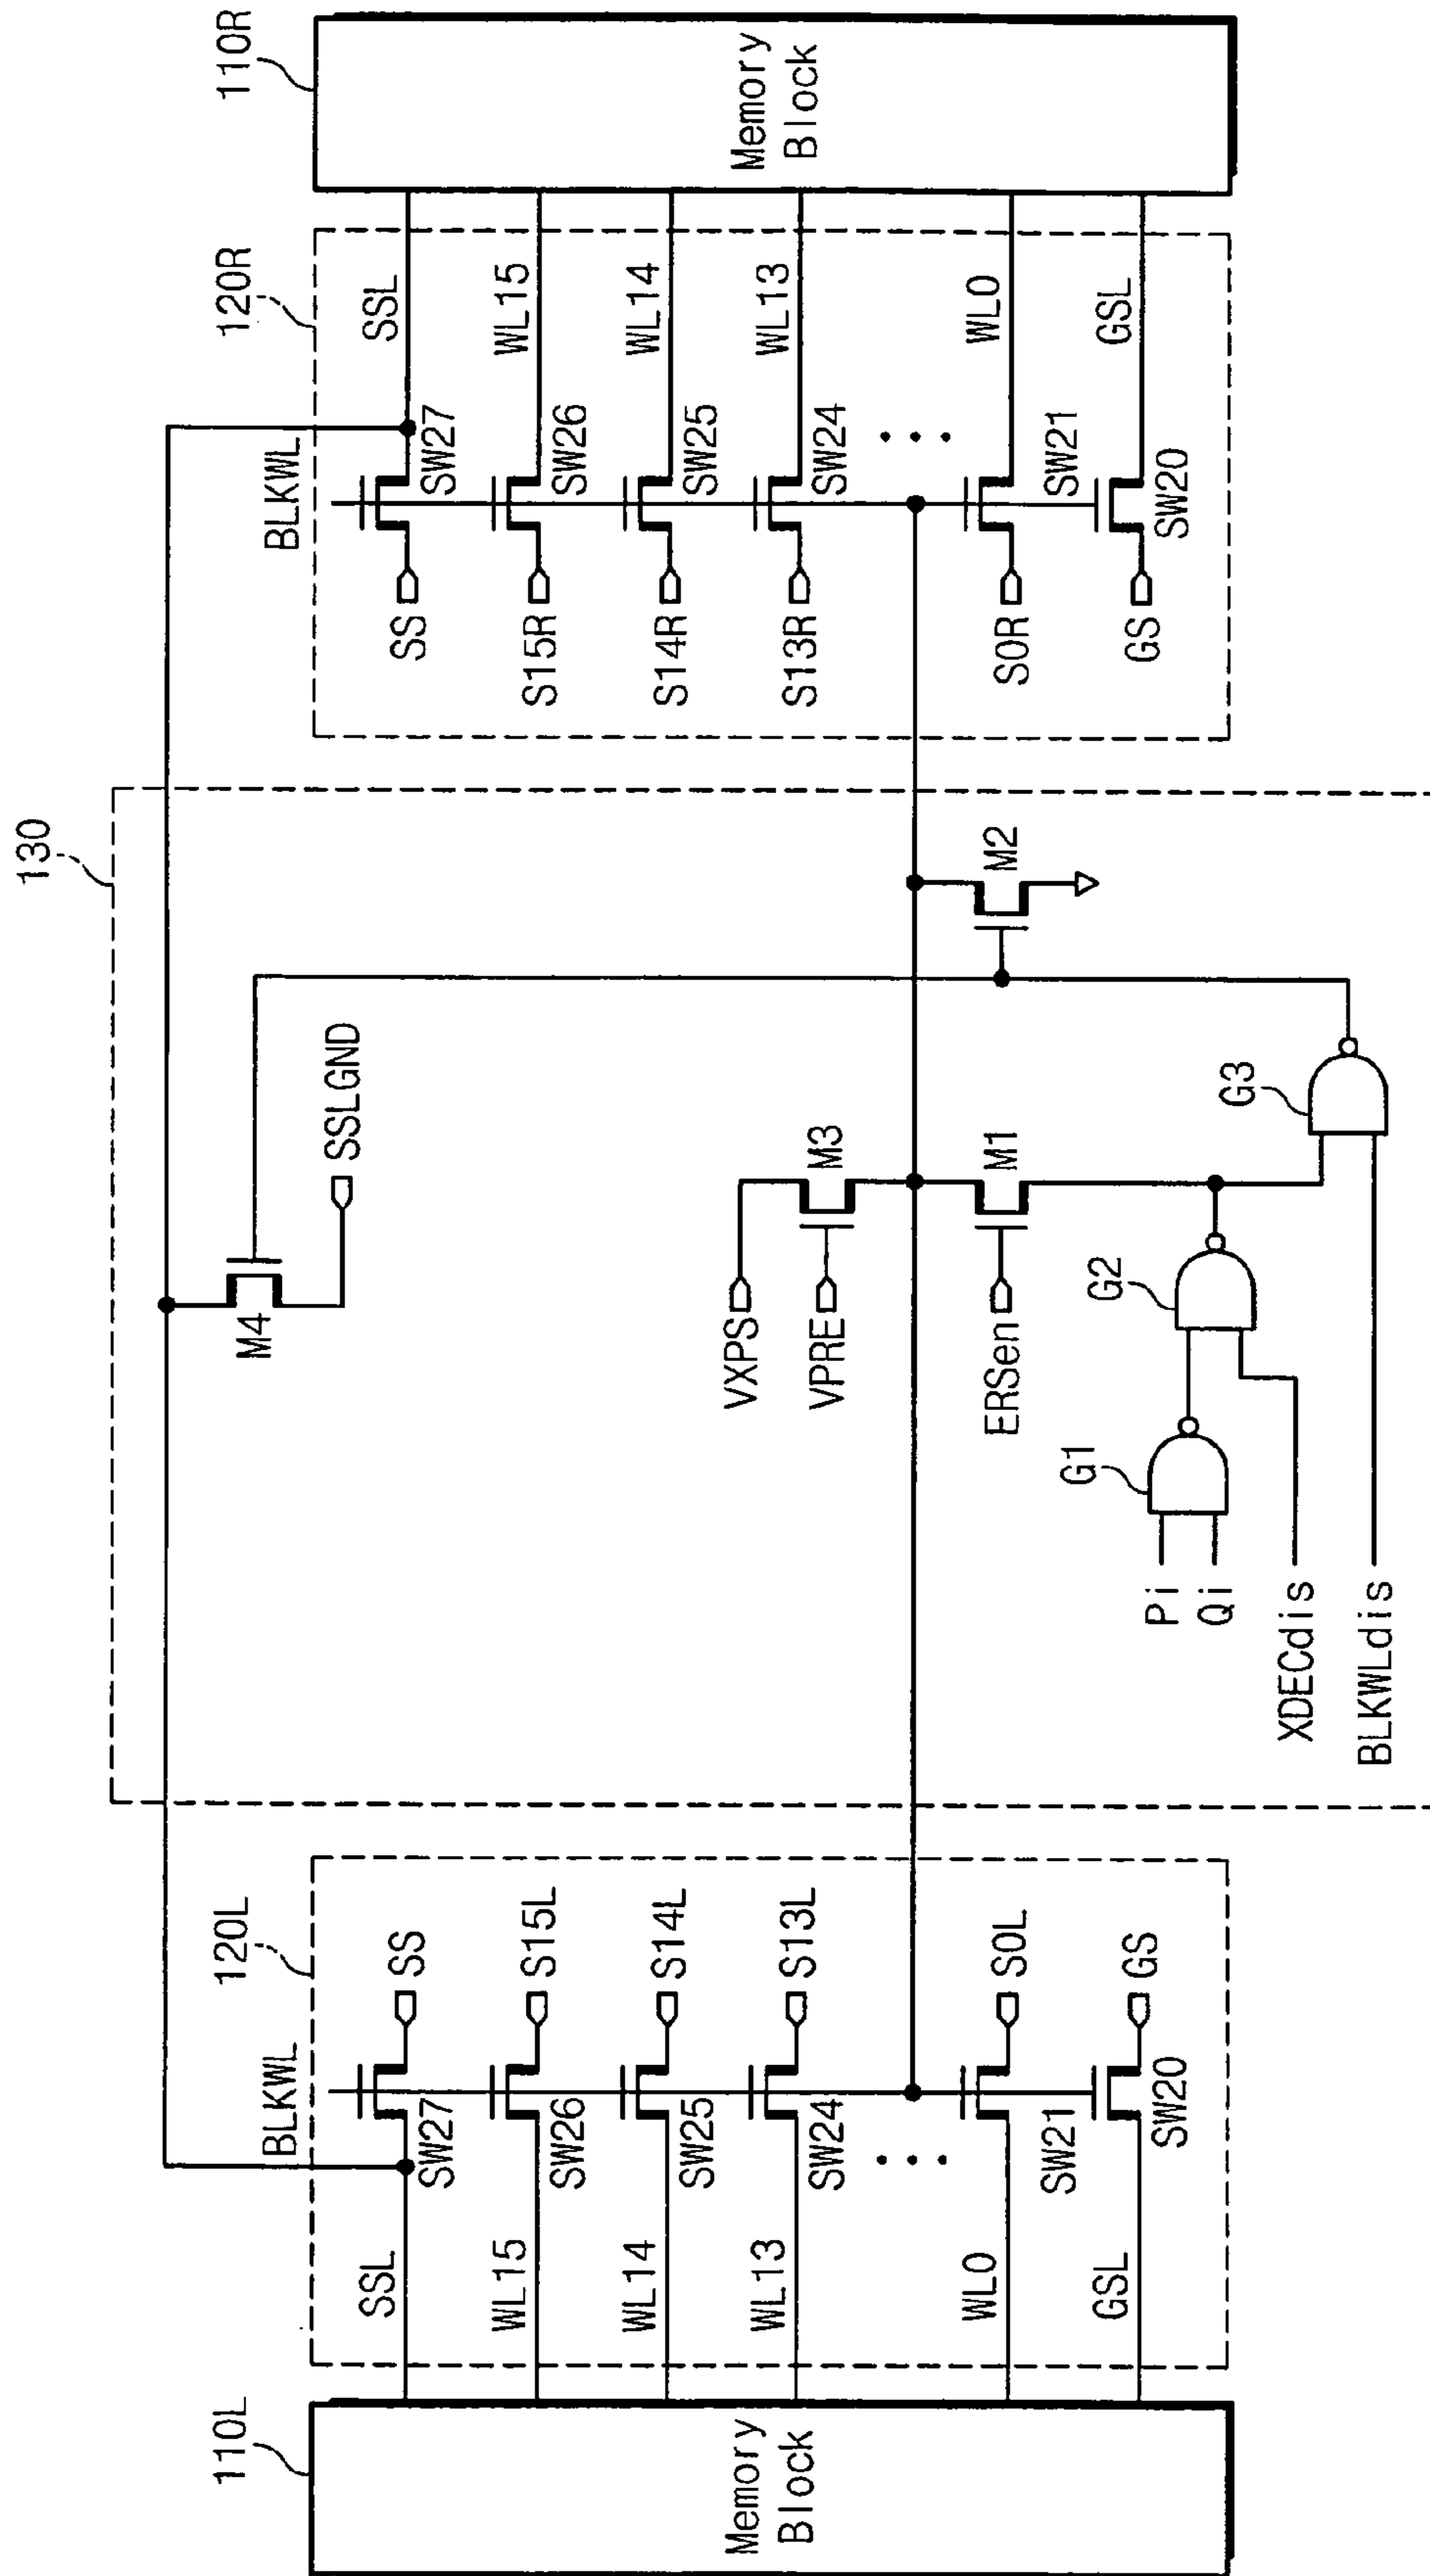 130
110L
120L
120R
110R
BLKWL
BLKWL
Memory
Block
SSL
SW27
SS
WL15
SW26
S15L
WL14
SW25
S14L
WL13
SW24
S13L
...
WL0
SW21
S0L
GSL
SW20
GS
M4
SSLGND
VXPS
M3
VPRE
ERSen
M1
M2
Pi
Qi
G1
G2
G3
XDECdis
BLKWLdis
SS
SW27
SSL
S15R
SW26
WL15
S14R
SW25
WL14
S13R
SW24
WL13
...
S0R
SW21
WL0
GS
SW20
GSL
Memory
Block